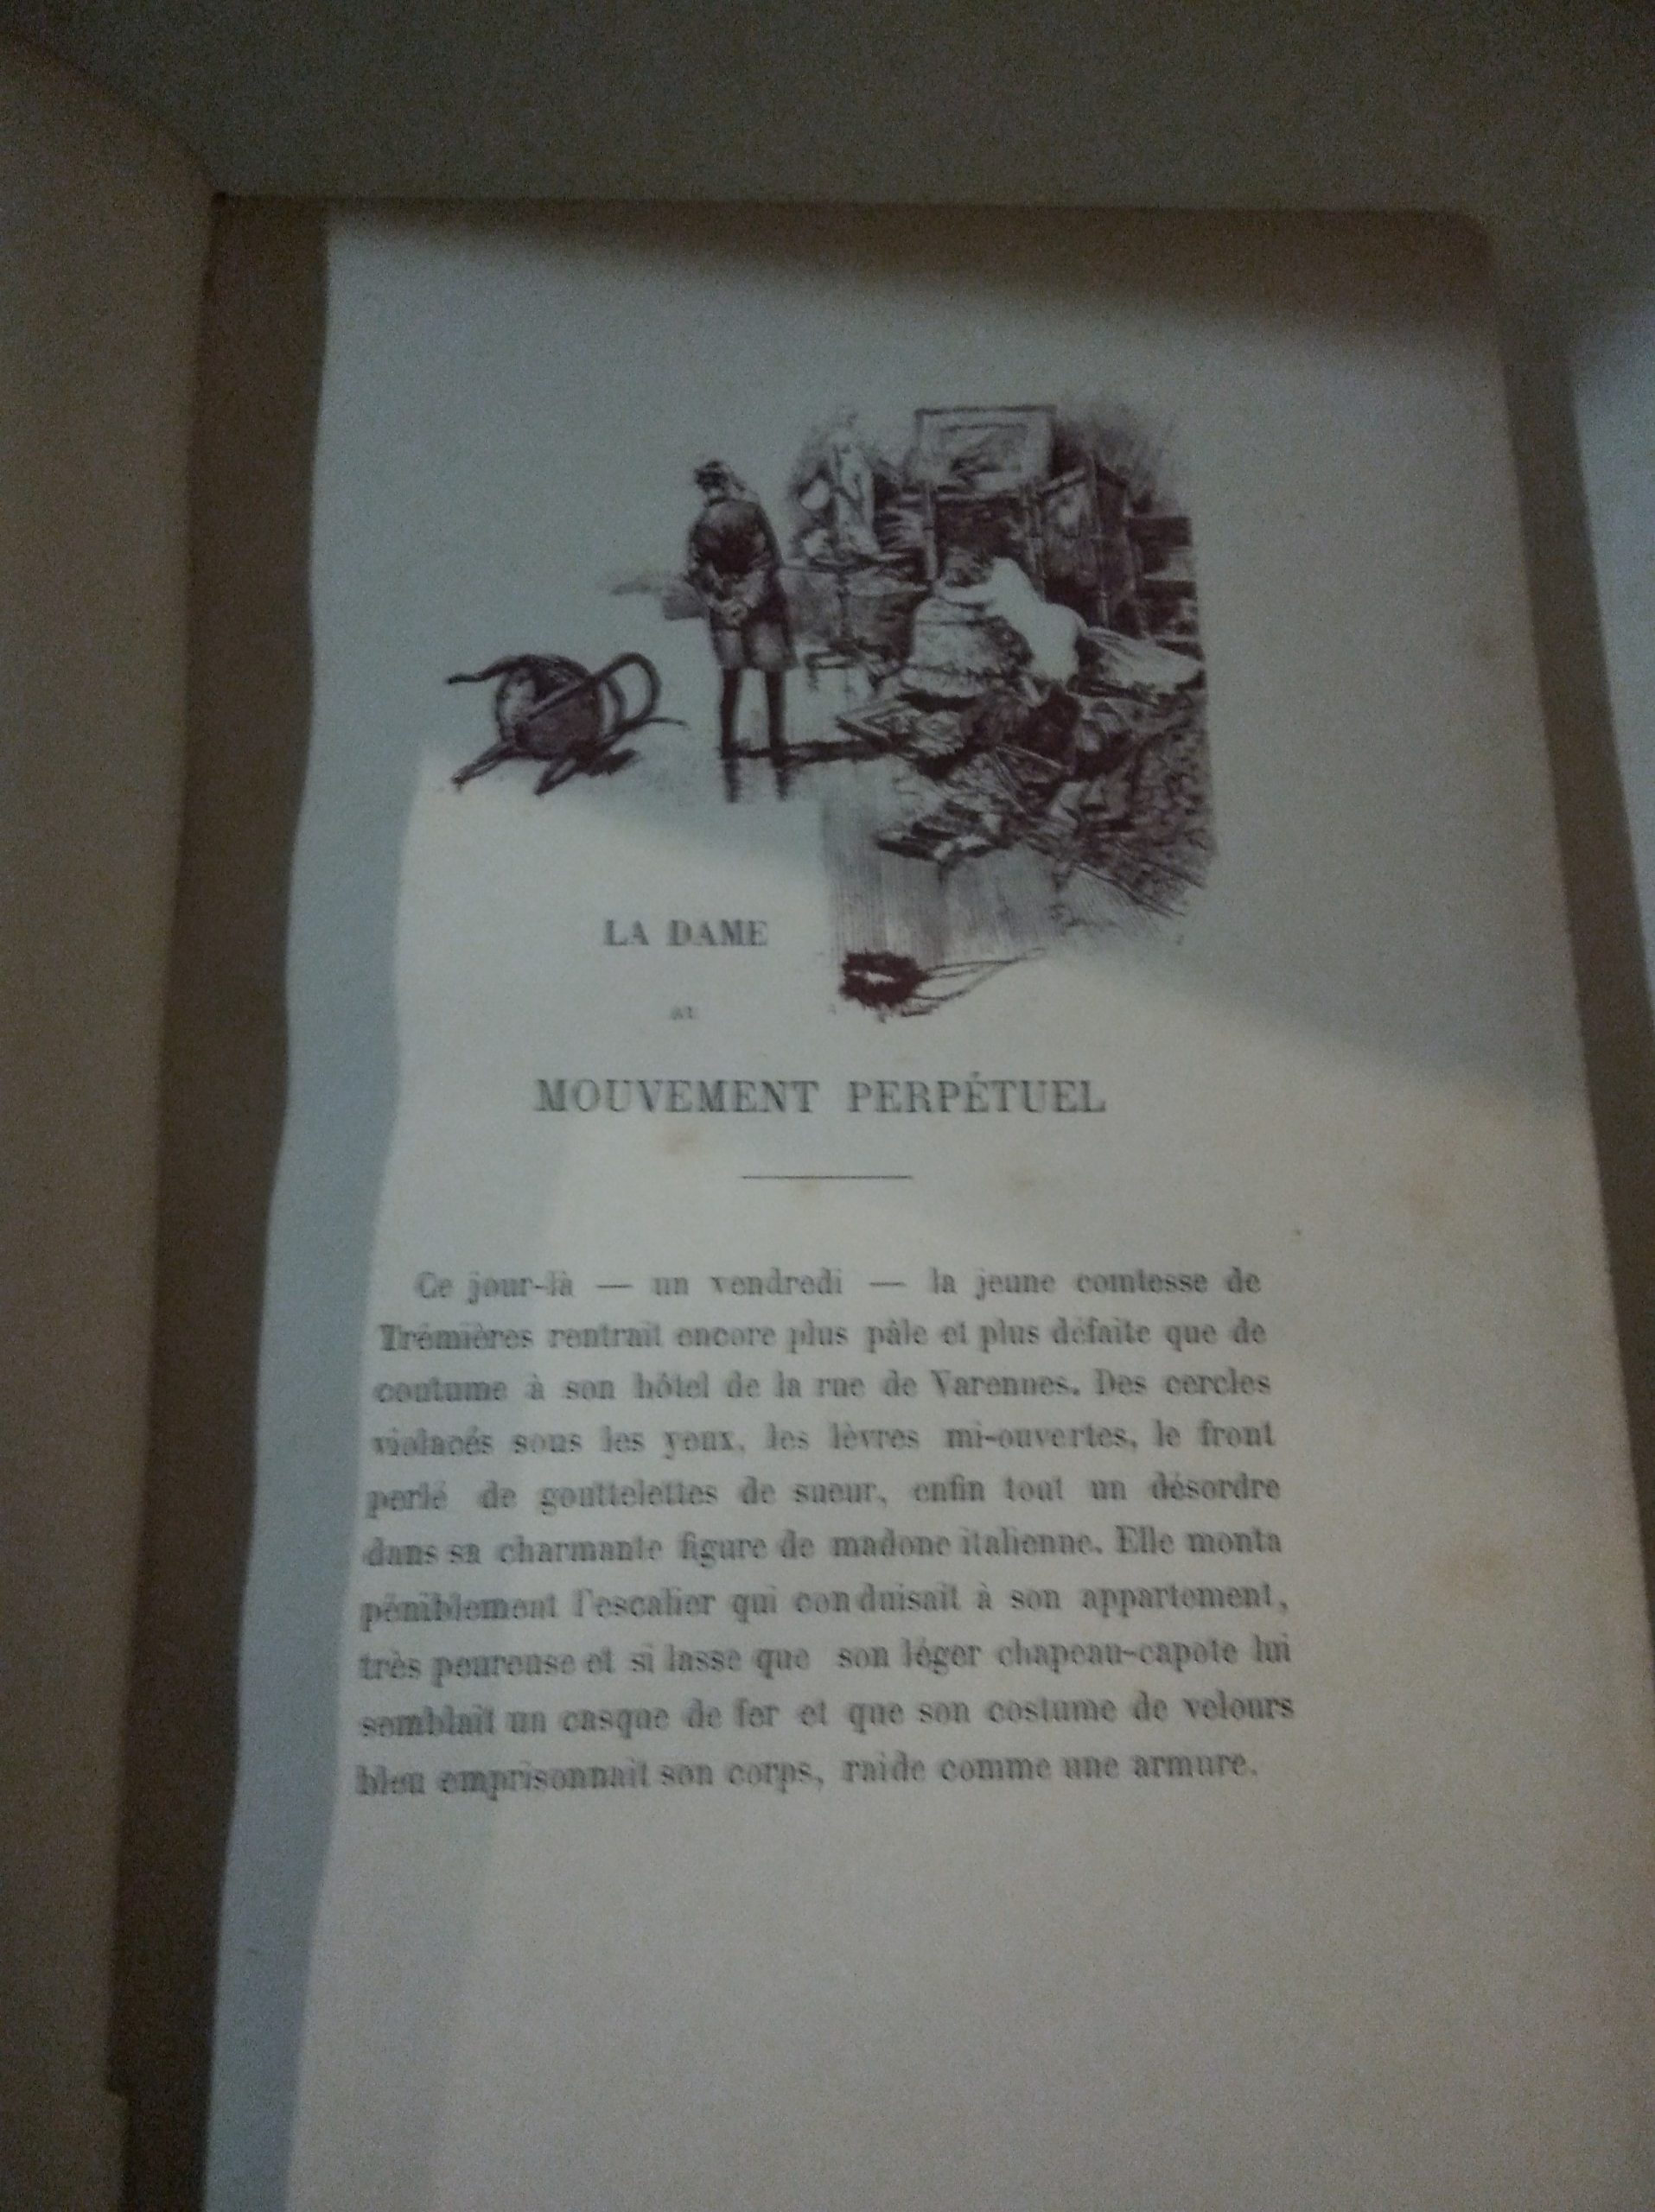 LA DAME
au
MOUVEMENT PERPÉTUEL
Ce jour-là — un vendredi — la jeune comtesse de
Trémières rentrait encore plus pâle et plus défaite que de
coutume à son hôtel de la rue de Varennes. Des cercles
violacés sous les yeux, les lèvres mi-ouvertes, le front
perlé de gouttelettes de sueur, enfin tout un désordre
dans sa charmante figure de madone italienne. Elle monta
péniblement l'escalier qui conduisait à son appartement,
très peureuse et si lasse que son léger chapeau-capote lui
semblait un casque de fer et que son costume de velours
bleu emprisonnait son corps, raide comme une armure.